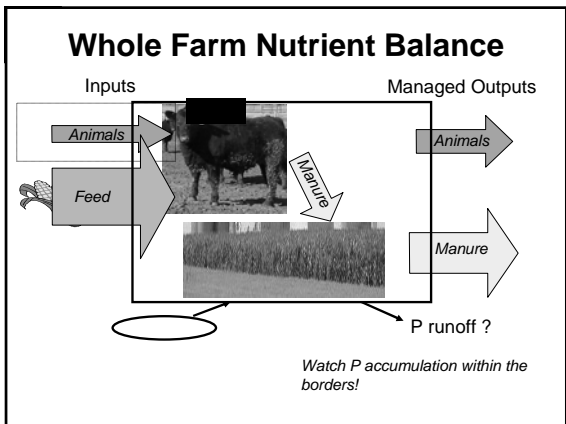 Whole Farm Nutrient Balance
Inputs
Managed Outputs
Animals
Feed
Manure
Animals
Manure
P runoff ?
Watch P accumulation within the
borders!